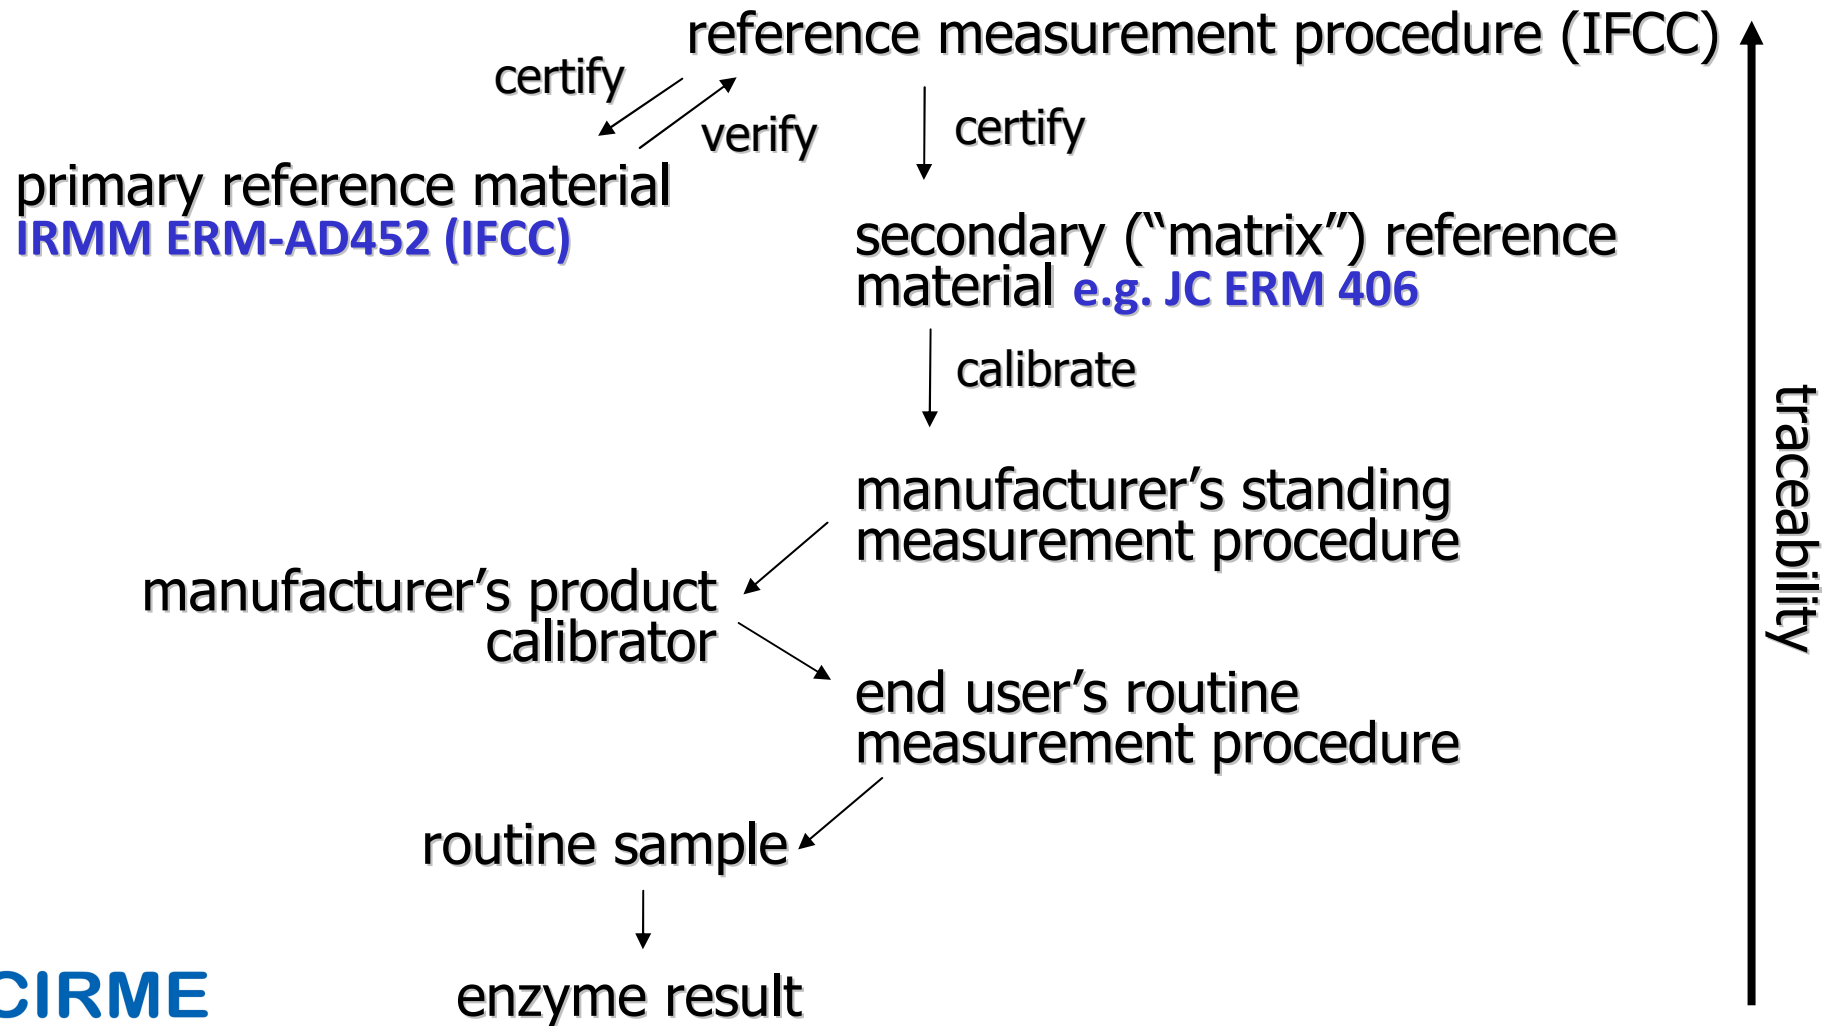 reference measurement procedure (IFCC)
certify
verify
certify
primary reference material
IRMM ERM-AD452 (IFCC)
secondary (“matrix”) reference
material e.g. JC ERM 406
calibrate
traceability
manufacturer’s standing
measurement procedure
manufacturer’s product
calibrator
end user’s routine
measurement procedure
routine sample
enzyme result
CIRME